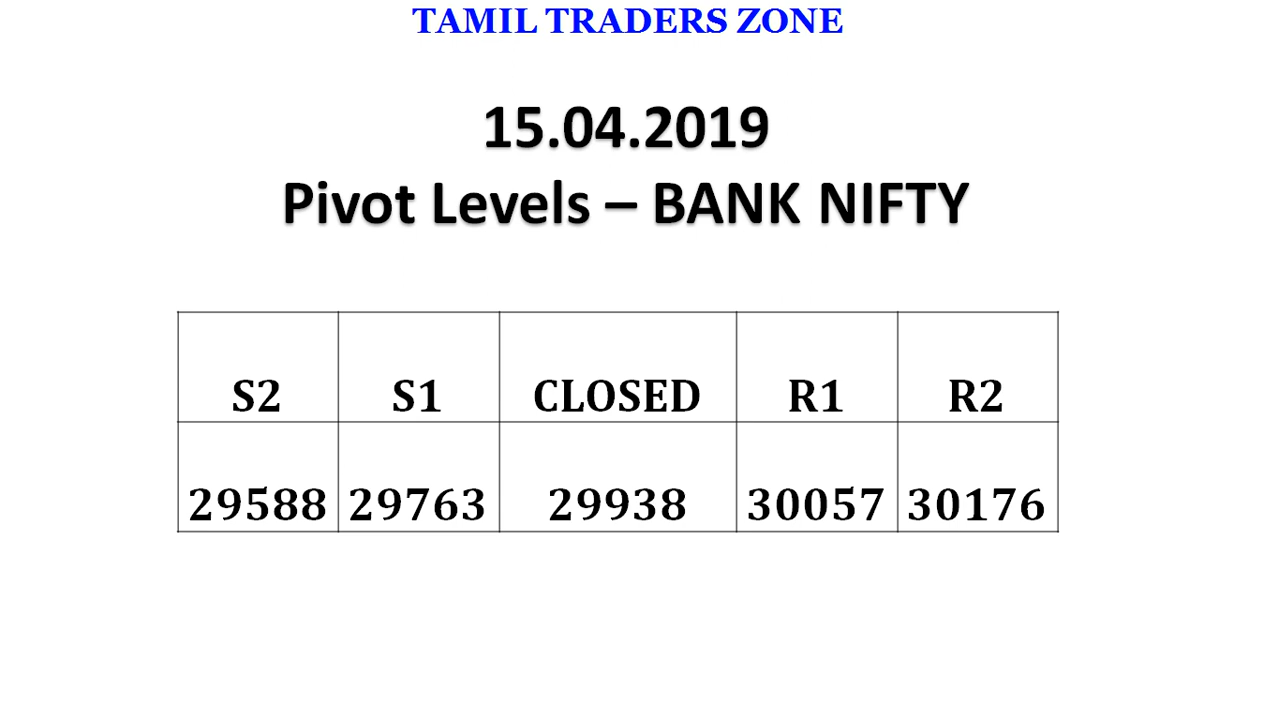 TAMIL TRADERS ZONE
15.04.2019
Pivot Levels – BANK NIFTY
S2 S1 CLOSED R1 R2
29588 29763 29938 30057 30176